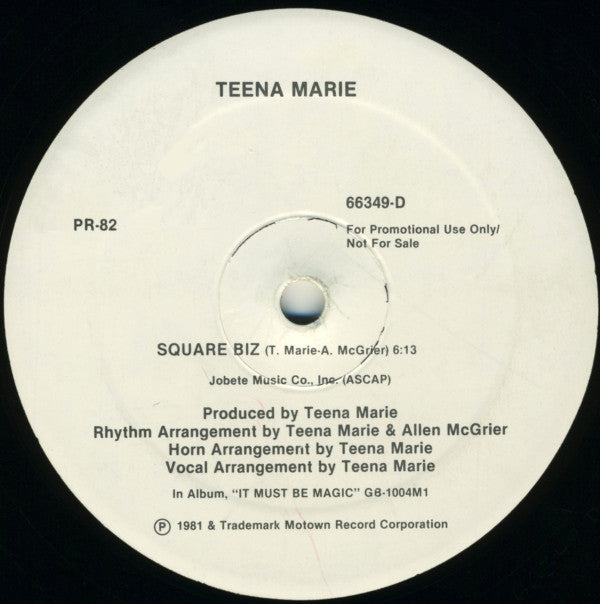 TEENA MARIE
PR-82
66349-D
For Promotional Use Only/
Not For Sale
SQUARE BIZ (T. Marie-A. McGrier) 6:13
Jobete Music Co., Inc. (ASCAP)
Produced by Teena Marie
Rhythm Arrangement by Teena Marie & Allen McGrier
Horn Arrangement by Teena Marie
Vocal Arrangement by Teena Marie
In Album, "IT MUST BE MAGIC" G8-1004M1
Ⓟ 1981 & Trademark Motown Record Corporation